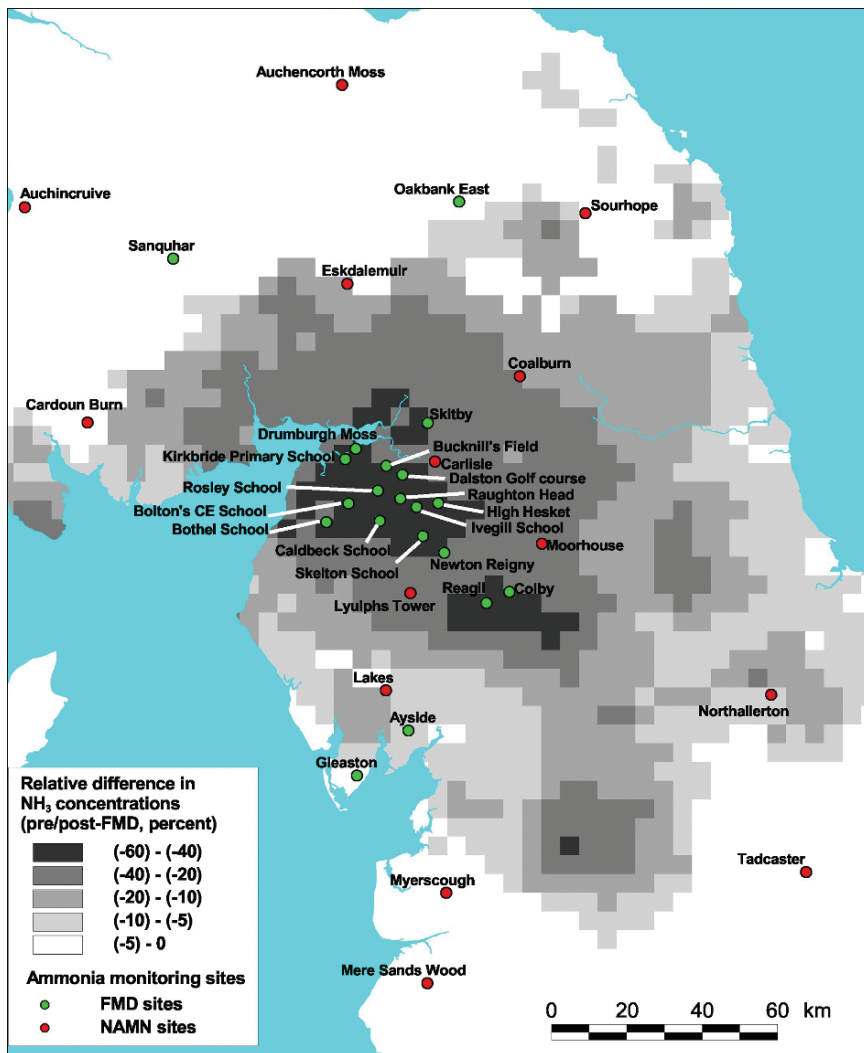 Auchencorth Moss
Auchincruive
Oakbank East
Sourhope
Sanquhar
Eskdalemuir
Coalburn
Cardoun Burn
Skitby
Drumburgh Moss
Bucknill's Field
Kirkbride Primary School
Carlisle
Dalston Golf course
Rosley School
Raughton Head
Bolton's CE School
High Hesket
Bothel School
Ivegill School
Caldbeck School
Moorhouse
Newton Reigny
Skelton School
Reagil
Colby
Lyulphs Tower
Lakes
Northallerton
Ayside
Gleaston
Relative difference in
NH₃ concentrations
(pre/post-FMD, percent)
(-60) - (-40)
(-40) - (-20)
(-20) - (-10)
(-10) - (-5)
(-5) - 0
Ammonia monitoring sites
FMD sites
NAMN sites
Tadcaster
Myerscough
Mere Sands Wood
0 20 40 60 km